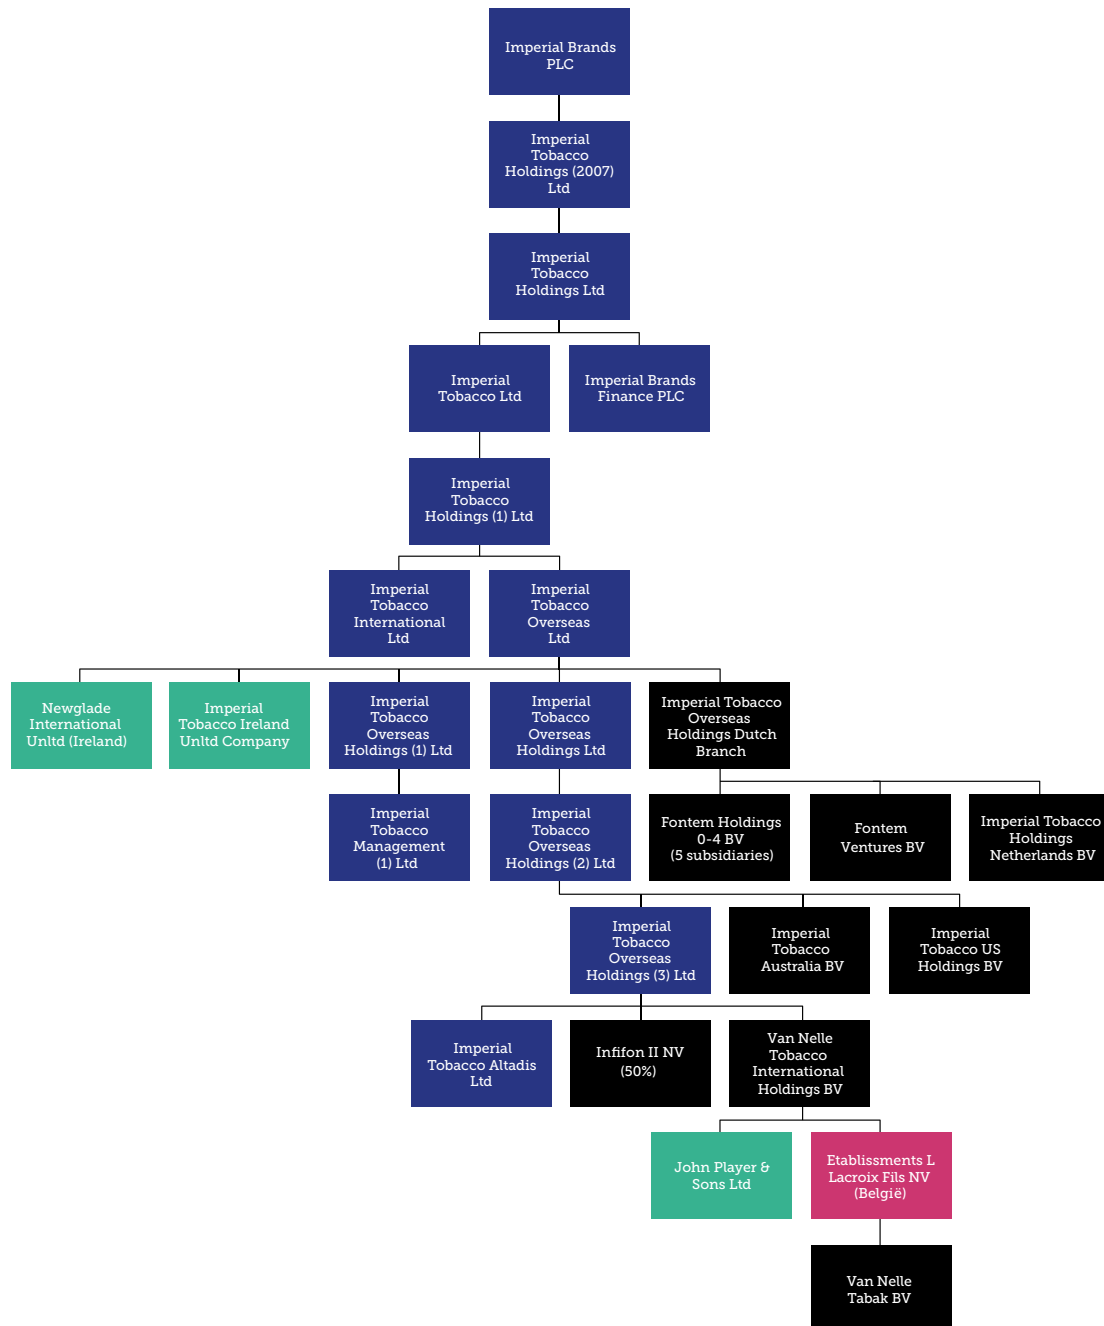 Imperial Brands
PLC
Imperial
Tobacco
Holdings (2007)
Ltd
Imperial
Tobacco
Holdings Ltd
Imperial
Tobacco Ltd
Imperial Brands
Finance PLC
Imperial
Tobacco
Holdings (1) Ltd
Imperial
Tobacco
International
Ltd
Imperial
Tobacco
Overseas
Ltd
Newglade
International
Unltd (Ireland)
Imperial
Tobacco Ireland
Unltd Company
Imperial
Tobacco
Overseas
Holdings (1) Ltd
Imperial
Tobacco
Overseas
Holdings Ltd
Imperial Tobacco
Overseas
Holdings Dutch
Branch
Imperial
Tobacco
Management
(1) Ltd
Imperial
Tobacco
Overseas
Holdings (2) Ltd
Fontem Holdings
0-4 BV
(5 subsidiaries)
Fontem
Ventures BV
Imperial Tobacco
Holdings
Netherlands BV
Imperial
Tobacco
Overseas
Holdings (3) Ltd
Imperial
Tobacco
Australia BV
Imperial
Tobacco US
Holdings BV
Imperial
Tobacco Altadis
Ltd
Infifon II NV
(50%)
Van Nelle
Tobacco
International
Holdings BV
John Player &
Sons Ltd
Etablissments L
Lacroix Fils NV
(België)
Van Nelle
Tabak BV